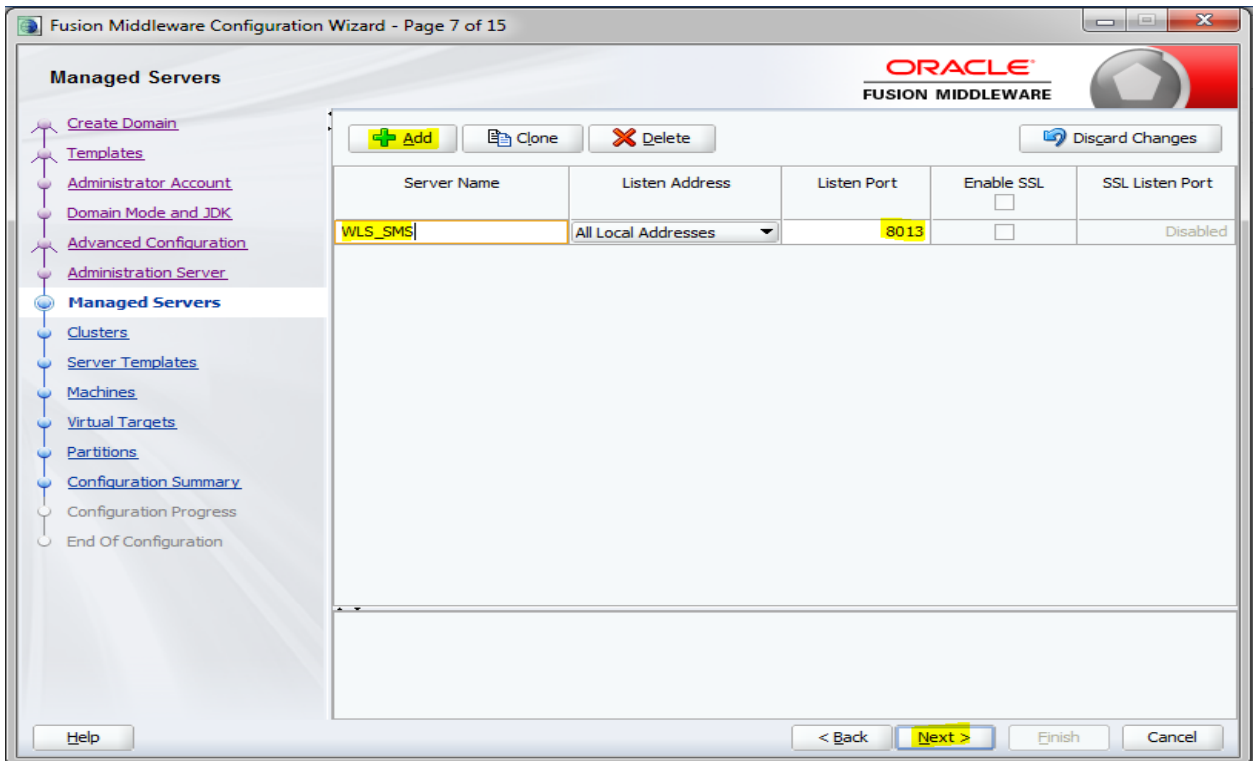 Fusion Middleware Configuration Wizard - Page 7 of 15
Managed Servers
ORACLE
FUSION MIDDLEWARE
Create Domain
Templates
Administrator Account
Domain Mode and JDK
Advanced Configuration
Administration Server
Managed Servers
Clusters
Server Templates
Machines
Virtual Targets
Partitions
Configuration Summary
Configuration Progress
End Of Configuration
Add Clone Delete Discard Changes
Server Name Listen Address Listen Port Enable SSL SSL Listen Port
WLS_SMS All Local Addresses 8013 Disabled
Help < Back Next > Finish Cancel